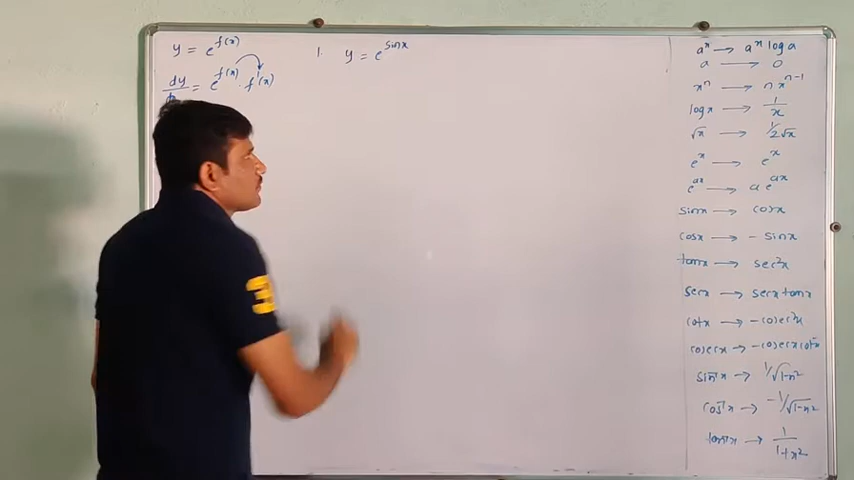 y = e^f(x)
dy/dx = e^f(x) · f'(x)
1. y = e^sinx
3
a^x → a^x log a
a → 0
x^n → n x^n-1
log x → 1/x
√x → 1/2√x
e^x → e^x
e^ax → a e^ax
sinx → cosx
cosx → - sinx
tanx → sec²x
secx → secx tanx
cotx → -cosec²x
cosecx → -cosecx cotx
sin⁻¹x → 1/√1-x²
cos⁻¹x → -1/√1-x²
tan⁻¹x → 1/1+x²